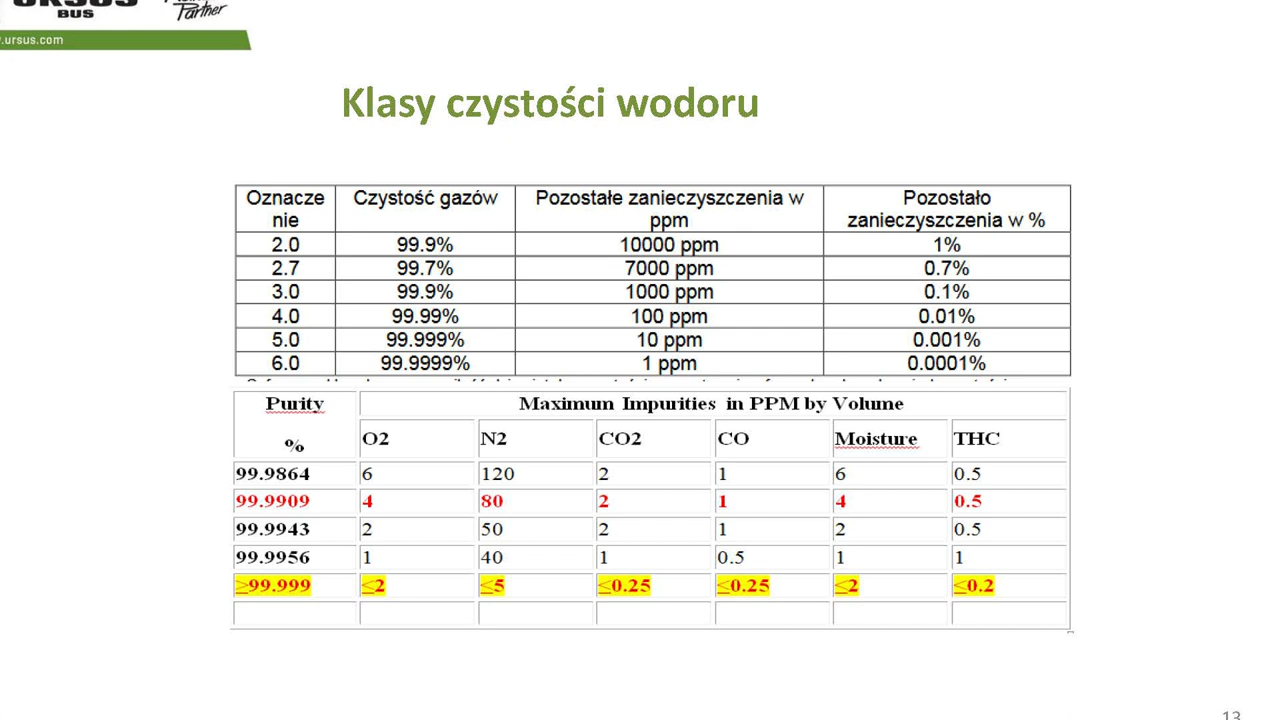 URSUS
BUS
Partner
.ursus.com
Klasy czystości wodoru
Oznacze nie Czystość gazów Pozostałe zanieczyszczenia w ppm Pozostało zanieczyszczenia w %
2.0 99.9% 10000 ppm 1%
2.7 99.7% 7000 ppm 0.7%
3.0 99.9% 1000 ppm 0.1%
4.0 99.99% 100 ppm 0.01%
5.0 99.999% 10 ppm 0.001%
6.0 99.9999% 1 ppm 0.0001%
Purity % Maximum Impurities in PPM by Volume
O2 N2 CO2 CO Moisture THC
99.9864 6 120 2 1 6 0.5
99.9909 4 80 2 1 4 0.5
99.9943 2 50 2 1 2 0.5
99.9956 1 40 1 0.5 1 1
≥99.999 ≤2 ≤5 ≤0.25 ≤0.25 ≤2 ≤0.2
13